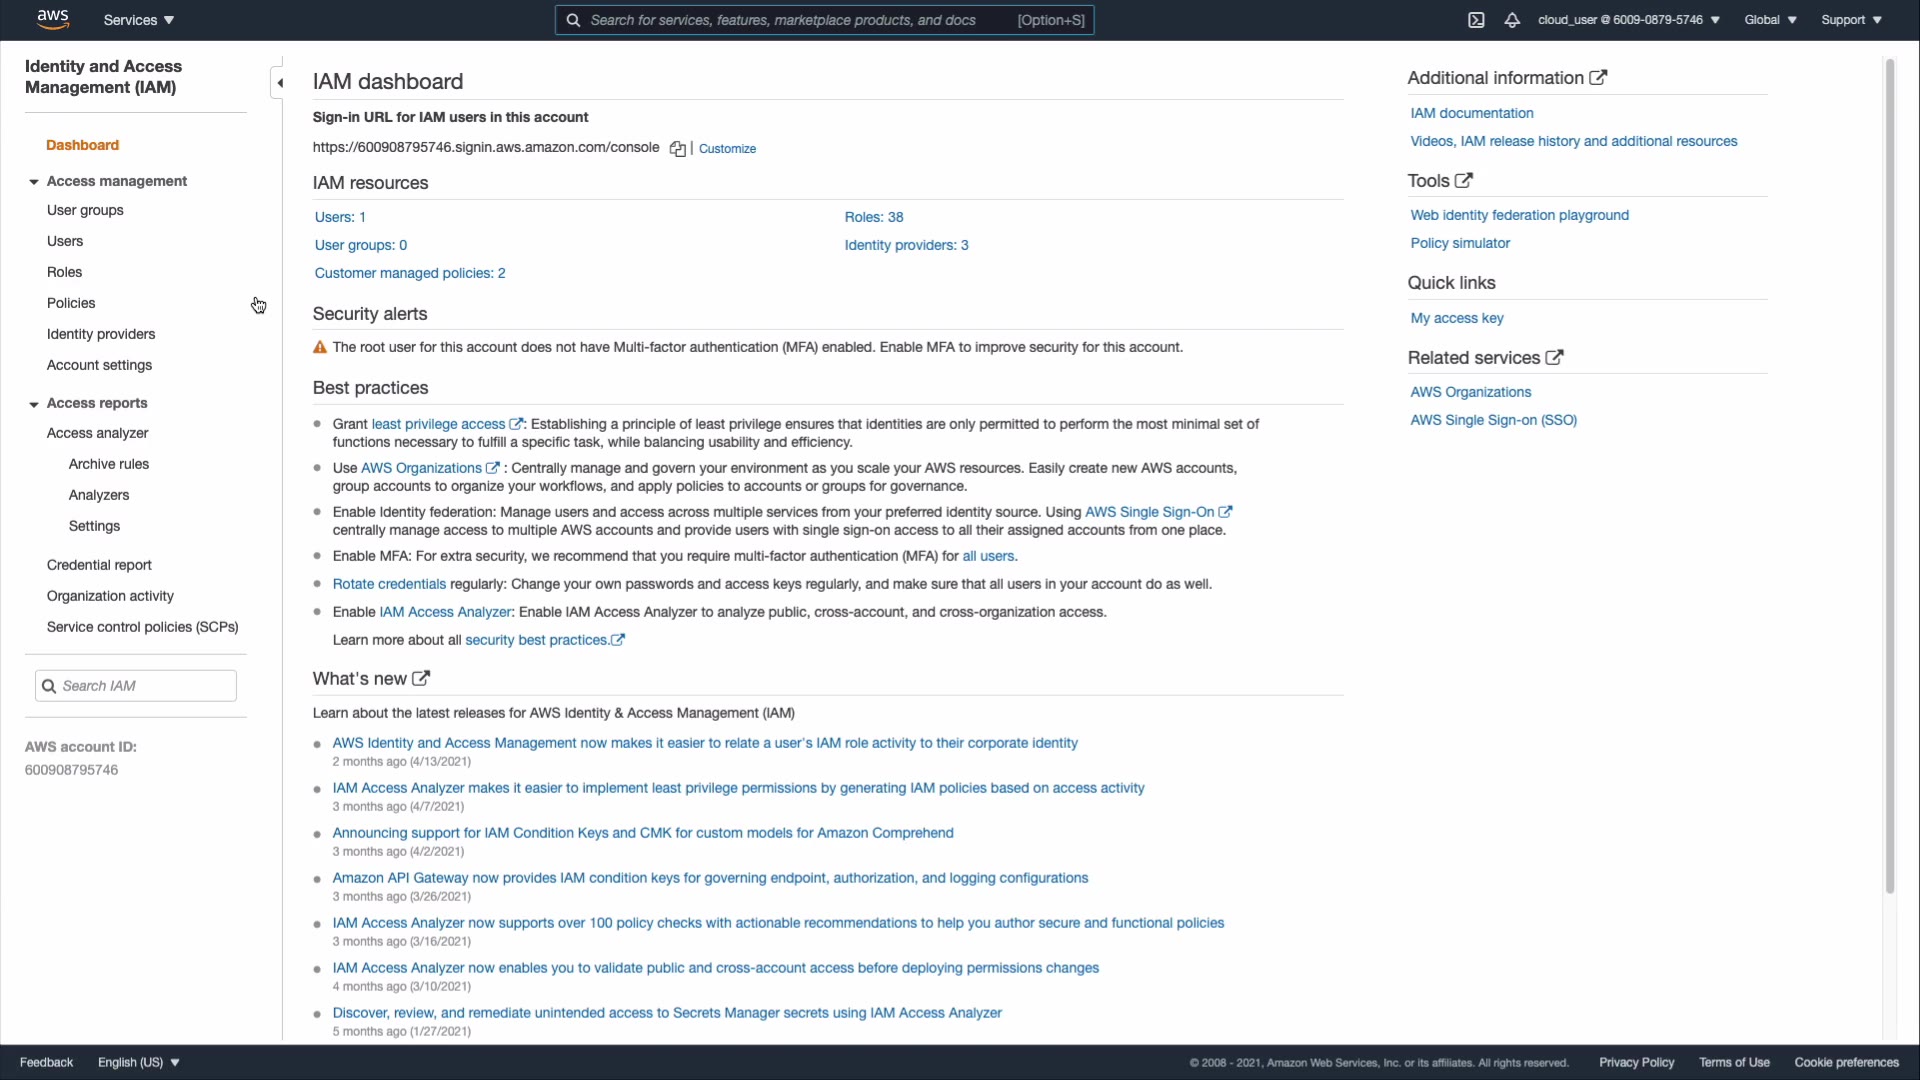 aws
Services
Search for services, features, marketplace products, and docs [Option+S]
cloud_user @ 6009-0879-5746
Global
Support
Identity and Access
Management (IAM)
Dashboard
Access management
User groups
Users
Roles
Policies
Identity providers
Account settings
Access reports
Access analyzer
Archive rules
Analyzers
Settings
Credential report
Organization activity
Service control policies (SCPs)
Search IAM
AWS account ID:
600908795746
IAM dashboard
Sign-in URL for IAM users in this account
https://600908795746.signin.aws.amazon.com/console | Customize
IAM resources
Users: 1
Roles: 38
User groups: 0
Identity providers: 3
Customer managed policies: 2
Security alerts
The root user for this account does not have Multi-factor authentication (MFA) enabled. Enable MFA to improve security for this account.
Best practices
Grant least privilege access : Establishing a principle of least privilege ensures that identities are only permitted to perform the most minimal set of
functions necessary to fulfill a specific task, while balancing usability and efficiency.
Use AWS Organizations : Centrally manage and govern your environment as you scale your AWS resources. Easily create new AWS accounts,
group accounts to organize your workflows, and apply policies to accounts or groups for governance.
Enable Identity federation: Manage users and access across multiple services from your preferred identity source. Using AWS Single Sign-On
centrally manage access to multiple AWS accounts and provide users with single sign-on access to all their assigned accounts from one place.
Enable MFA: For extra security, we recommend that you require multi-factor authentication (MFA) for all users.
Rotate credentials regularly: Change your own passwords and access keys regularly, and make sure that all users in your account do as well.
Enable IAM Access Analyzer: Enable IAM Access Analyzer to analyze public, cross-account, and cross-organization access.
Learn more about all security best practices.
What's new
Learn about the latest releases for AWS Identity & Access Management (IAM)
AWS Identity and Access Management now makes it easier to relate a user's IAM role activity to their corporate identity
2 months ago (4/13/2021)
IAM Access Analyzer makes it easier to implement least privilege permissions by generating IAM policies based on access activity
3 months ago (4/7/2021)
Announcing support for IAM Condition Keys and CMK for custom models for Amazon Comprehend
3 months ago (4/2/2021)
Amazon API Gateway now provides IAM condition keys for governing endpoint, authorization, and logging configurations
3 months ago (3/26/2021)
IAM Access Analyzer now supports over 100 policy checks with actionable recommendations to help you author secure and functional policies
3 months ago (3/16/2021)
IAM Access Analyzer now enables you to validate public and cross-account access before deploying permissions changes
4 months ago (3/10/2021)
Discover, review, and remediate unintended access to Secrets Manager secrets using IAM Access Analyzer
5 months ago (1/27/2021)
Additional information
IAM documentation
Videos, IAM release history and additional resources
Tools
Web identity federation playground
Policy simulator
Quick links
My access key
Related services
AWS Organizations
AWS Single Sign-on (SSO)
Feedback
English (US)
© 2008 - 2021, Amazon Web Services, Inc. or its affiliates. All rights reserved.
Privacy Policy
Terms of Use
Cookie preferences